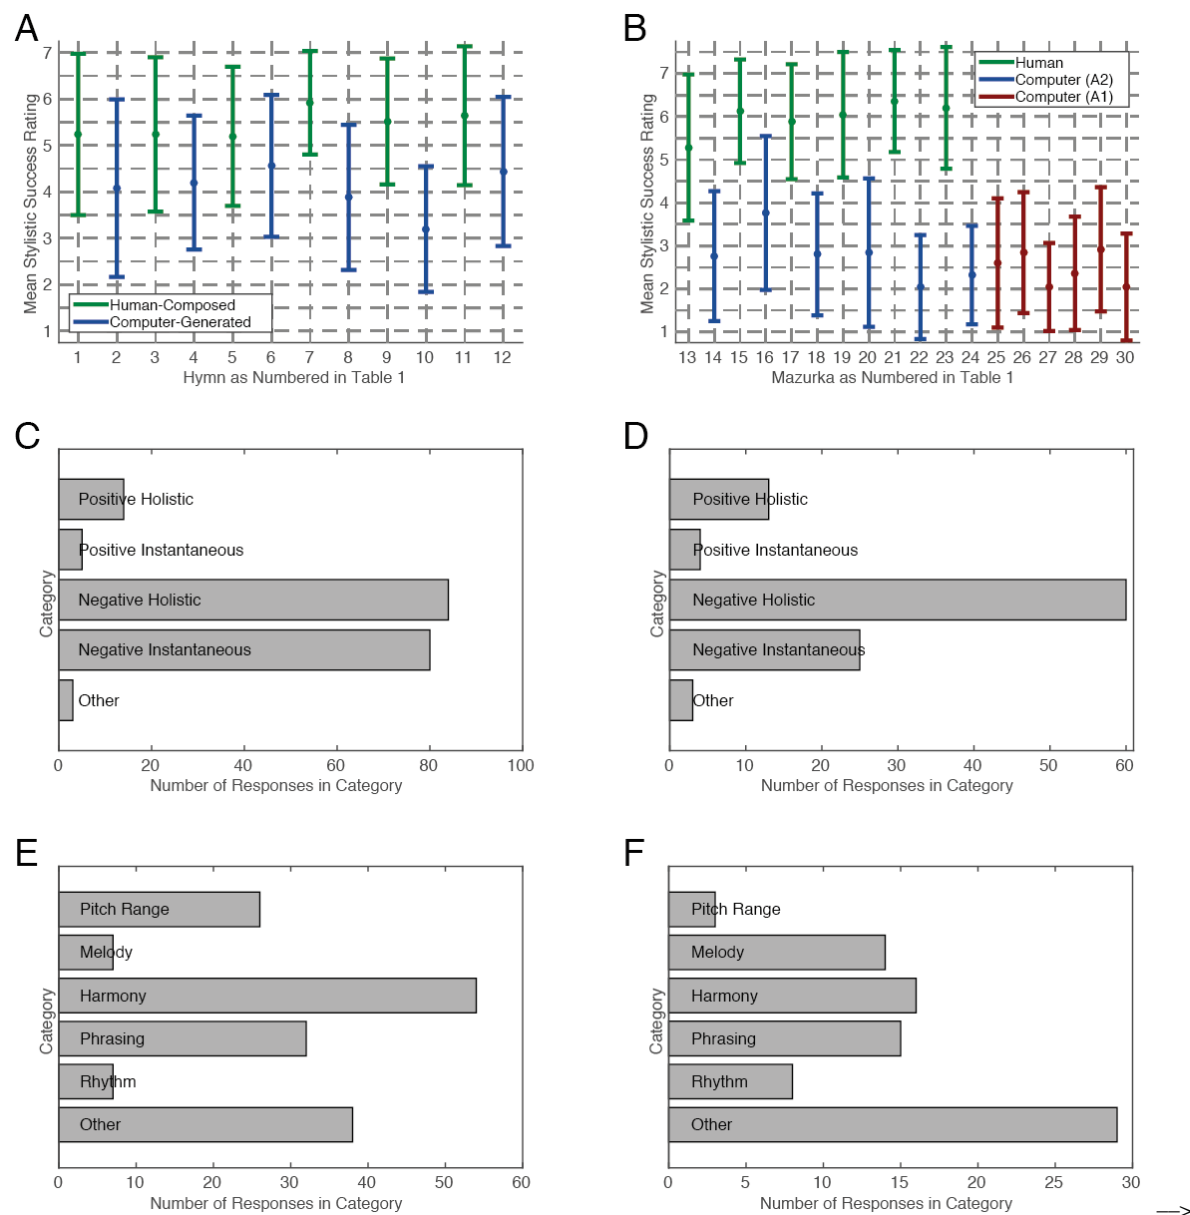 A
Mean Stylistic Success Rating
7
6
5
4
3
2
1
Human-Composed
Computer-Generated
1 2 3 4 5 6 7 8 9 10 11 12
Hymn as Numbered in Table 1
B
Mean Stylistic Success Rating
7
6
5
4
3
2
1
Human
Computer (A2)
Computer (A1)
13 14 15 16 17 18 19 20 21 22 23 24 25 26 27 28 29 30
Mazurka as Numbered in Table 1
C
Category
Positive Holistic
Positive Instantaneous
Negative Holistic
Negative Instantaneous
Other
0 20 40 60 80 100
Number of Responses in Category
D
Category
Positive Holistic
Positive Instantaneous
Negative Holistic
Negative Instantaneous
Other
0 10 20 30 40 50 60
Number of Responses in Category
E
Category
Pitch Range
Melody
Harmony
Phrasing
Rhythm
Other
0 10 20 30 40 50 60
Number of Responses in Category
F
Category
Pitch Range
Melody
Harmony
Phrasing
Rhythm
Other
0 5 10 15 20 25 30
Number of Responses in Category
-->